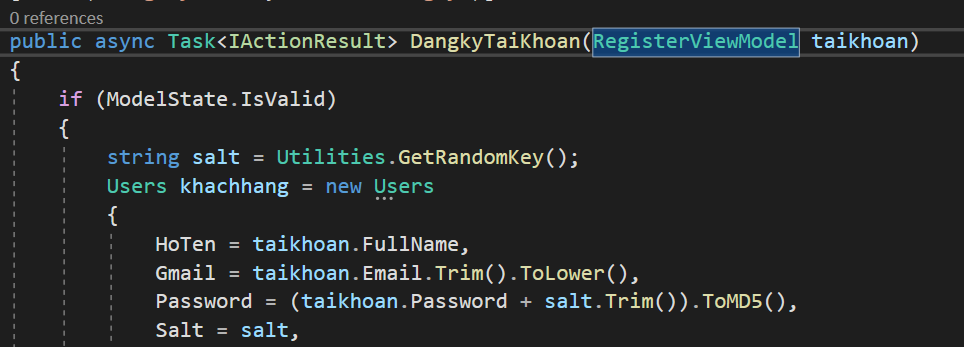 0 references
public async Task<IActionResult> DangkyTaiKhoan(RegisterViewModel taikhoan)
{
if (ModelState.IsValid)
{
string salt = Utilities.GetRandomKey();
Users khachhang = new Users
{
HoTen = taikhoan.FullName,
Gmail = taikhoan.Email.Trim().ToLower(),
Password = (taikhoan.Password + salt.Trim()).ToMD5(),
Salt = salt,